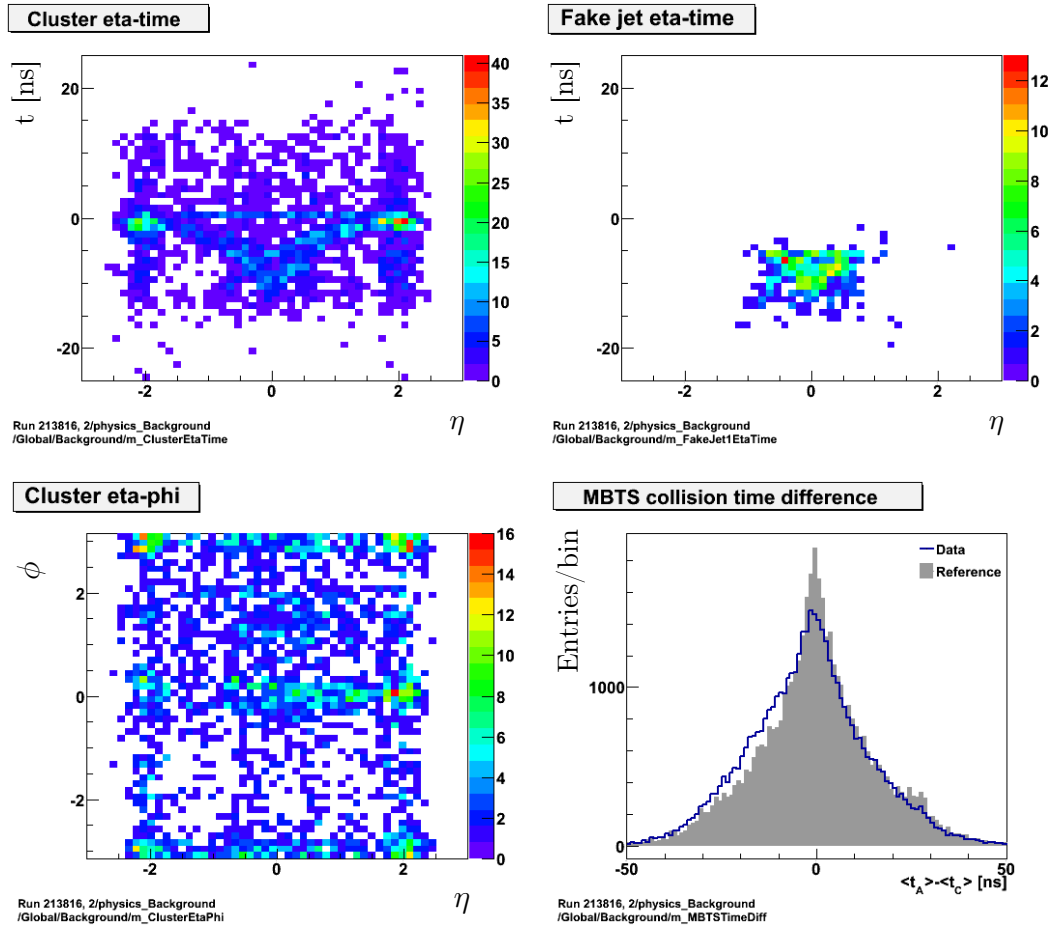 Cluster eta-time
t [ns]
20
0
-20
-2
0
2
η
40
35
30
25
20
15
10
5
0
Run 213816, 2/physics_Background
/Global/Background/m_ClusterEtaTime
Fake jet eta-time
t [ns]
20
0
-20
-2
0
2
η
12
10
8
6
4
2
0
Run 213816, 2/physics_Background
/Global/Background/m_FakeJet1EtaTime
Cluster eta-phi
ϕ
2
0
-2
-2
0
2
η
16
14
12
10
8
6
4
2
0
Run 213816, 2/physics_Background
/Global/Background/m_ClusterEtaPhi
MBTS collision time difference
Entries/bin
Data
Reference
1000
0
-50
0
50
<t_A>-<t_C> [ns]
Run 213816, 2/physics_Background
/Global/Background/m_MBTSTimeDiff